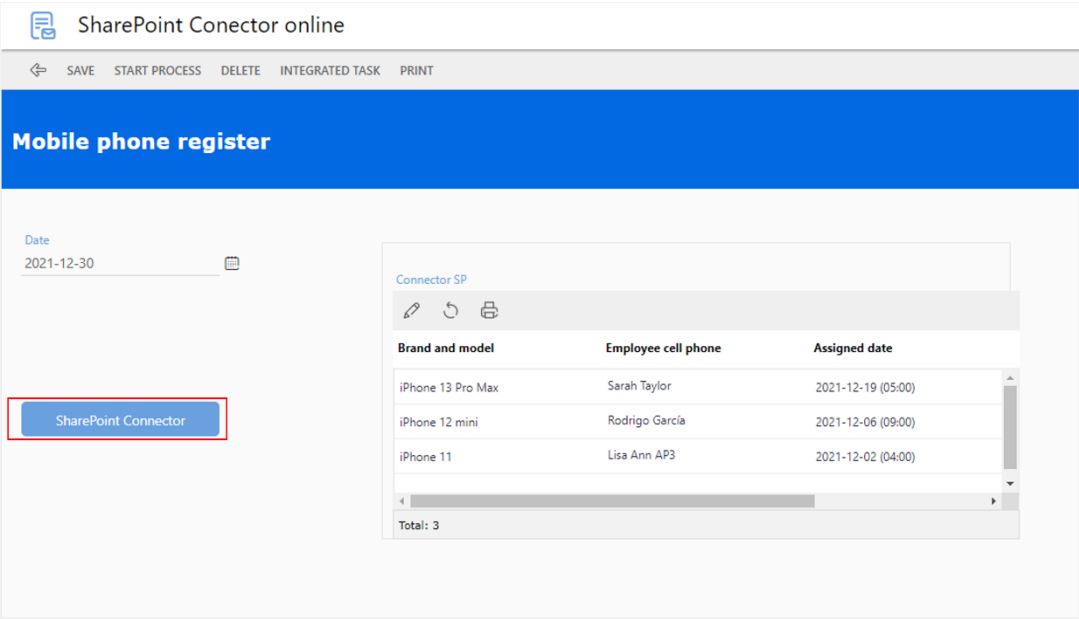 SharePoint Conector online
SAVE START PROCESS DELETE INTEGRATED TASK PRINT
Mobile phone register
Date
2021-12-30
Connector SP
Brand and model Employee cell phone Assigned date
iPhone 13 Pro Max Sarah Taylor 2021-12-19 (05:00)
iPhone 12 mini Rodrigo García 2021-12-06 (09:00)
iPhone 11 Lisa Ann AP3 2021-12-02 (04:00)
Total: 3
SharePoint Connector